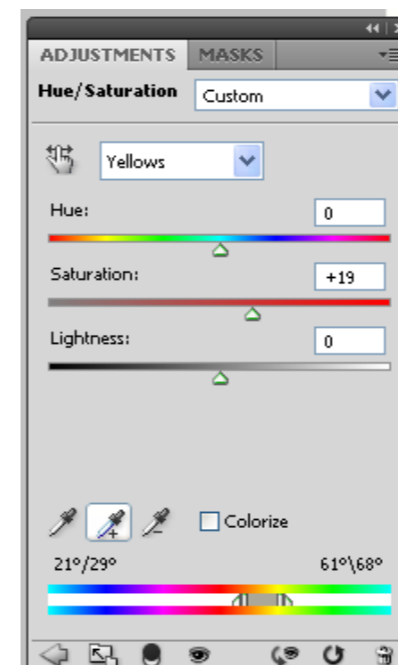 ADJUSTMENTS MASKS
Hue/Saturation Custom
Yellows
Hue: 0
Saturation: +19
Lightness: 0
Colorize
21°/29° 61°\68°